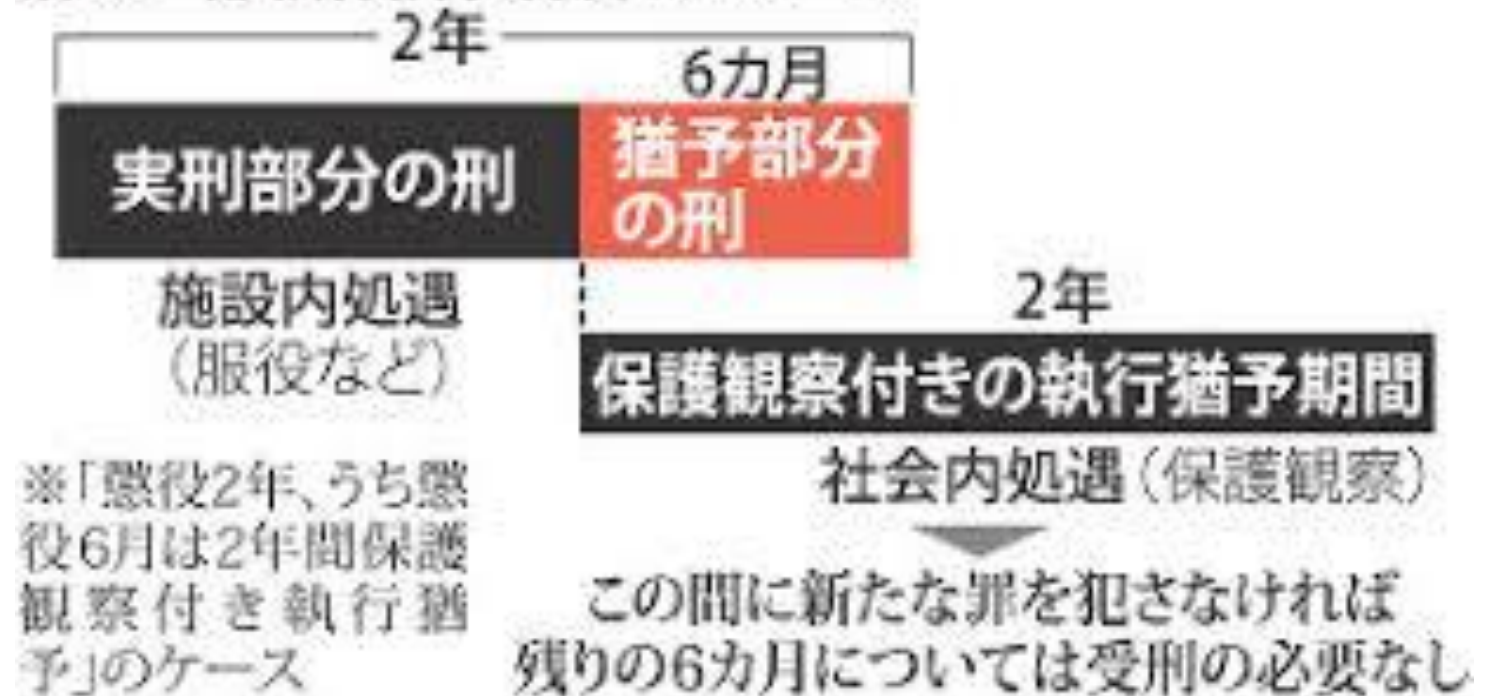 2年
6カ月
実刑部分の刑
猶予部分
の刑
施設内処遇
(服役など)
2年
保護観察付きの執行猶予期間
社会内処遇(保護観察)
※「懲役2年、うち懲
役6月は2年間保護
観察付き執行猶
予」のケース
この間に新たな罪を犯さなければ
残りの6カ月については受刑の必要なし